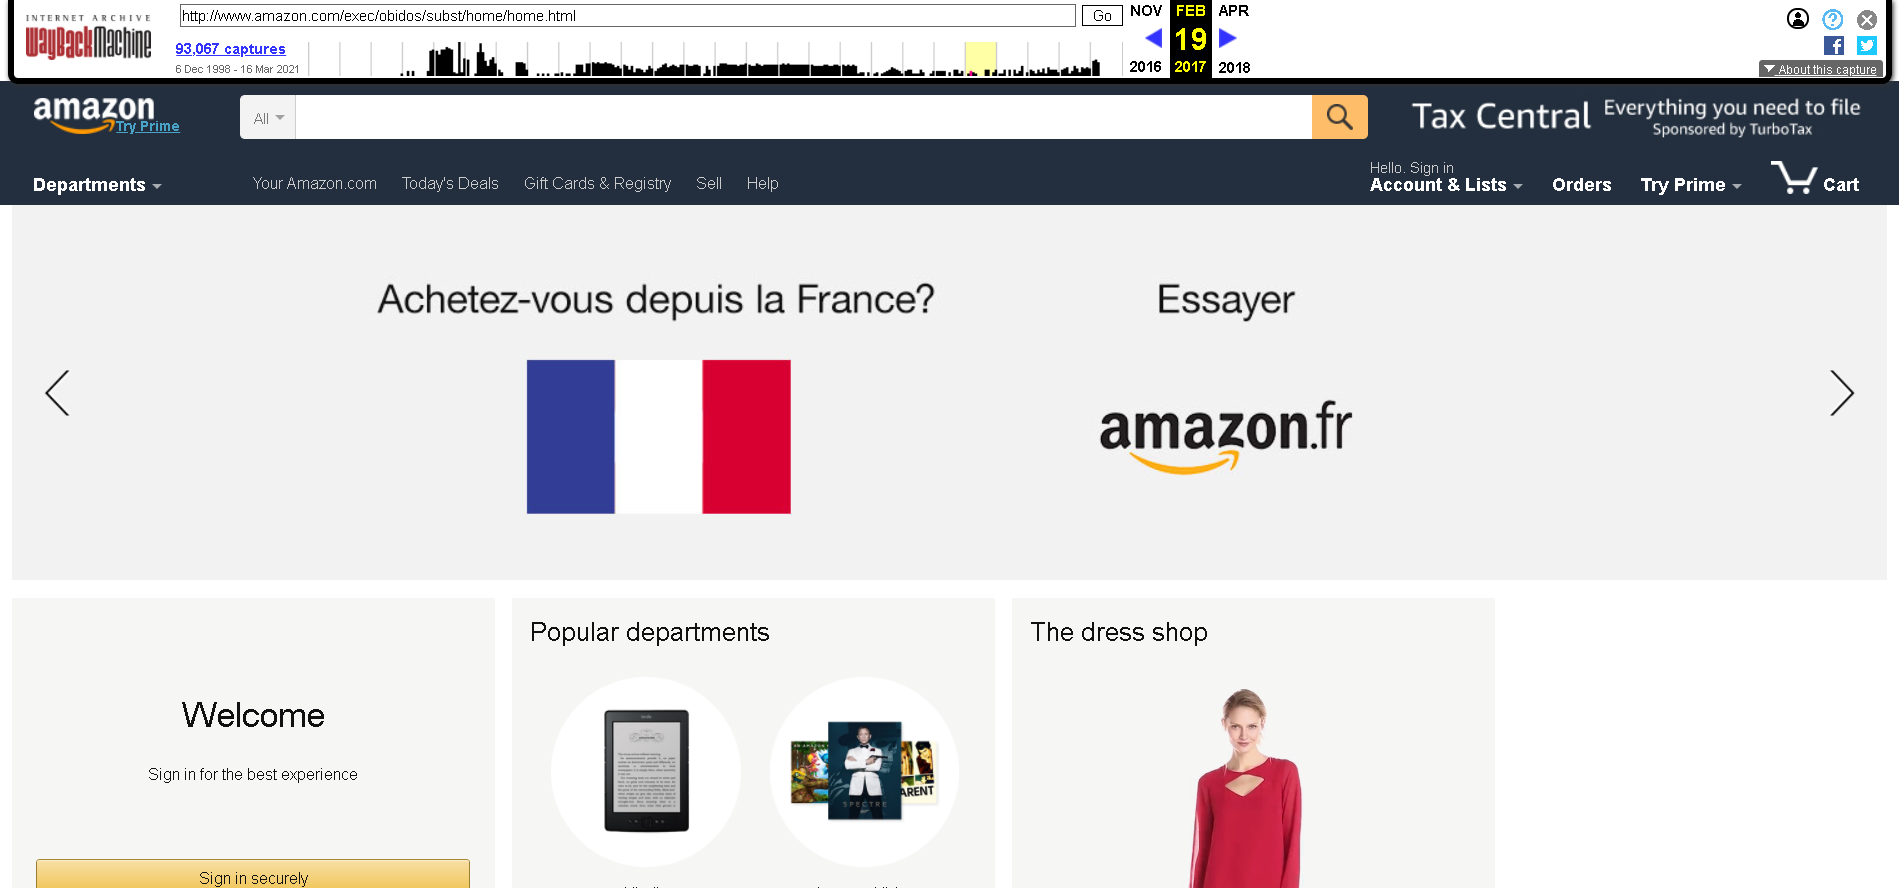 INTERNET ARCHIVE
WayBackMachine
http://www.amazon.com/exec/obidos/subst/home/home.html
Go
93,067 captures
6 Dec 1998 - 16 Mar 2021
NOV FEB APR
19
2016 2017 2018
About this capture
amazon
Try Prime
All
Tax Central
Everything you need to file
Sponsored by TurboTax
Departments
Your Amazon.com
Today's Deals
Gift Cards & Registry
Sell
Help
Hello. Sign in
Account & Lists
Orders
Try Prime
Cart
Achetez-vous depuis la France?
Essayer
amazon.fr
Welcome
Sign in for the best experience
Sign in securely
Popular departments
kindle
SPECTRE
The dress shop